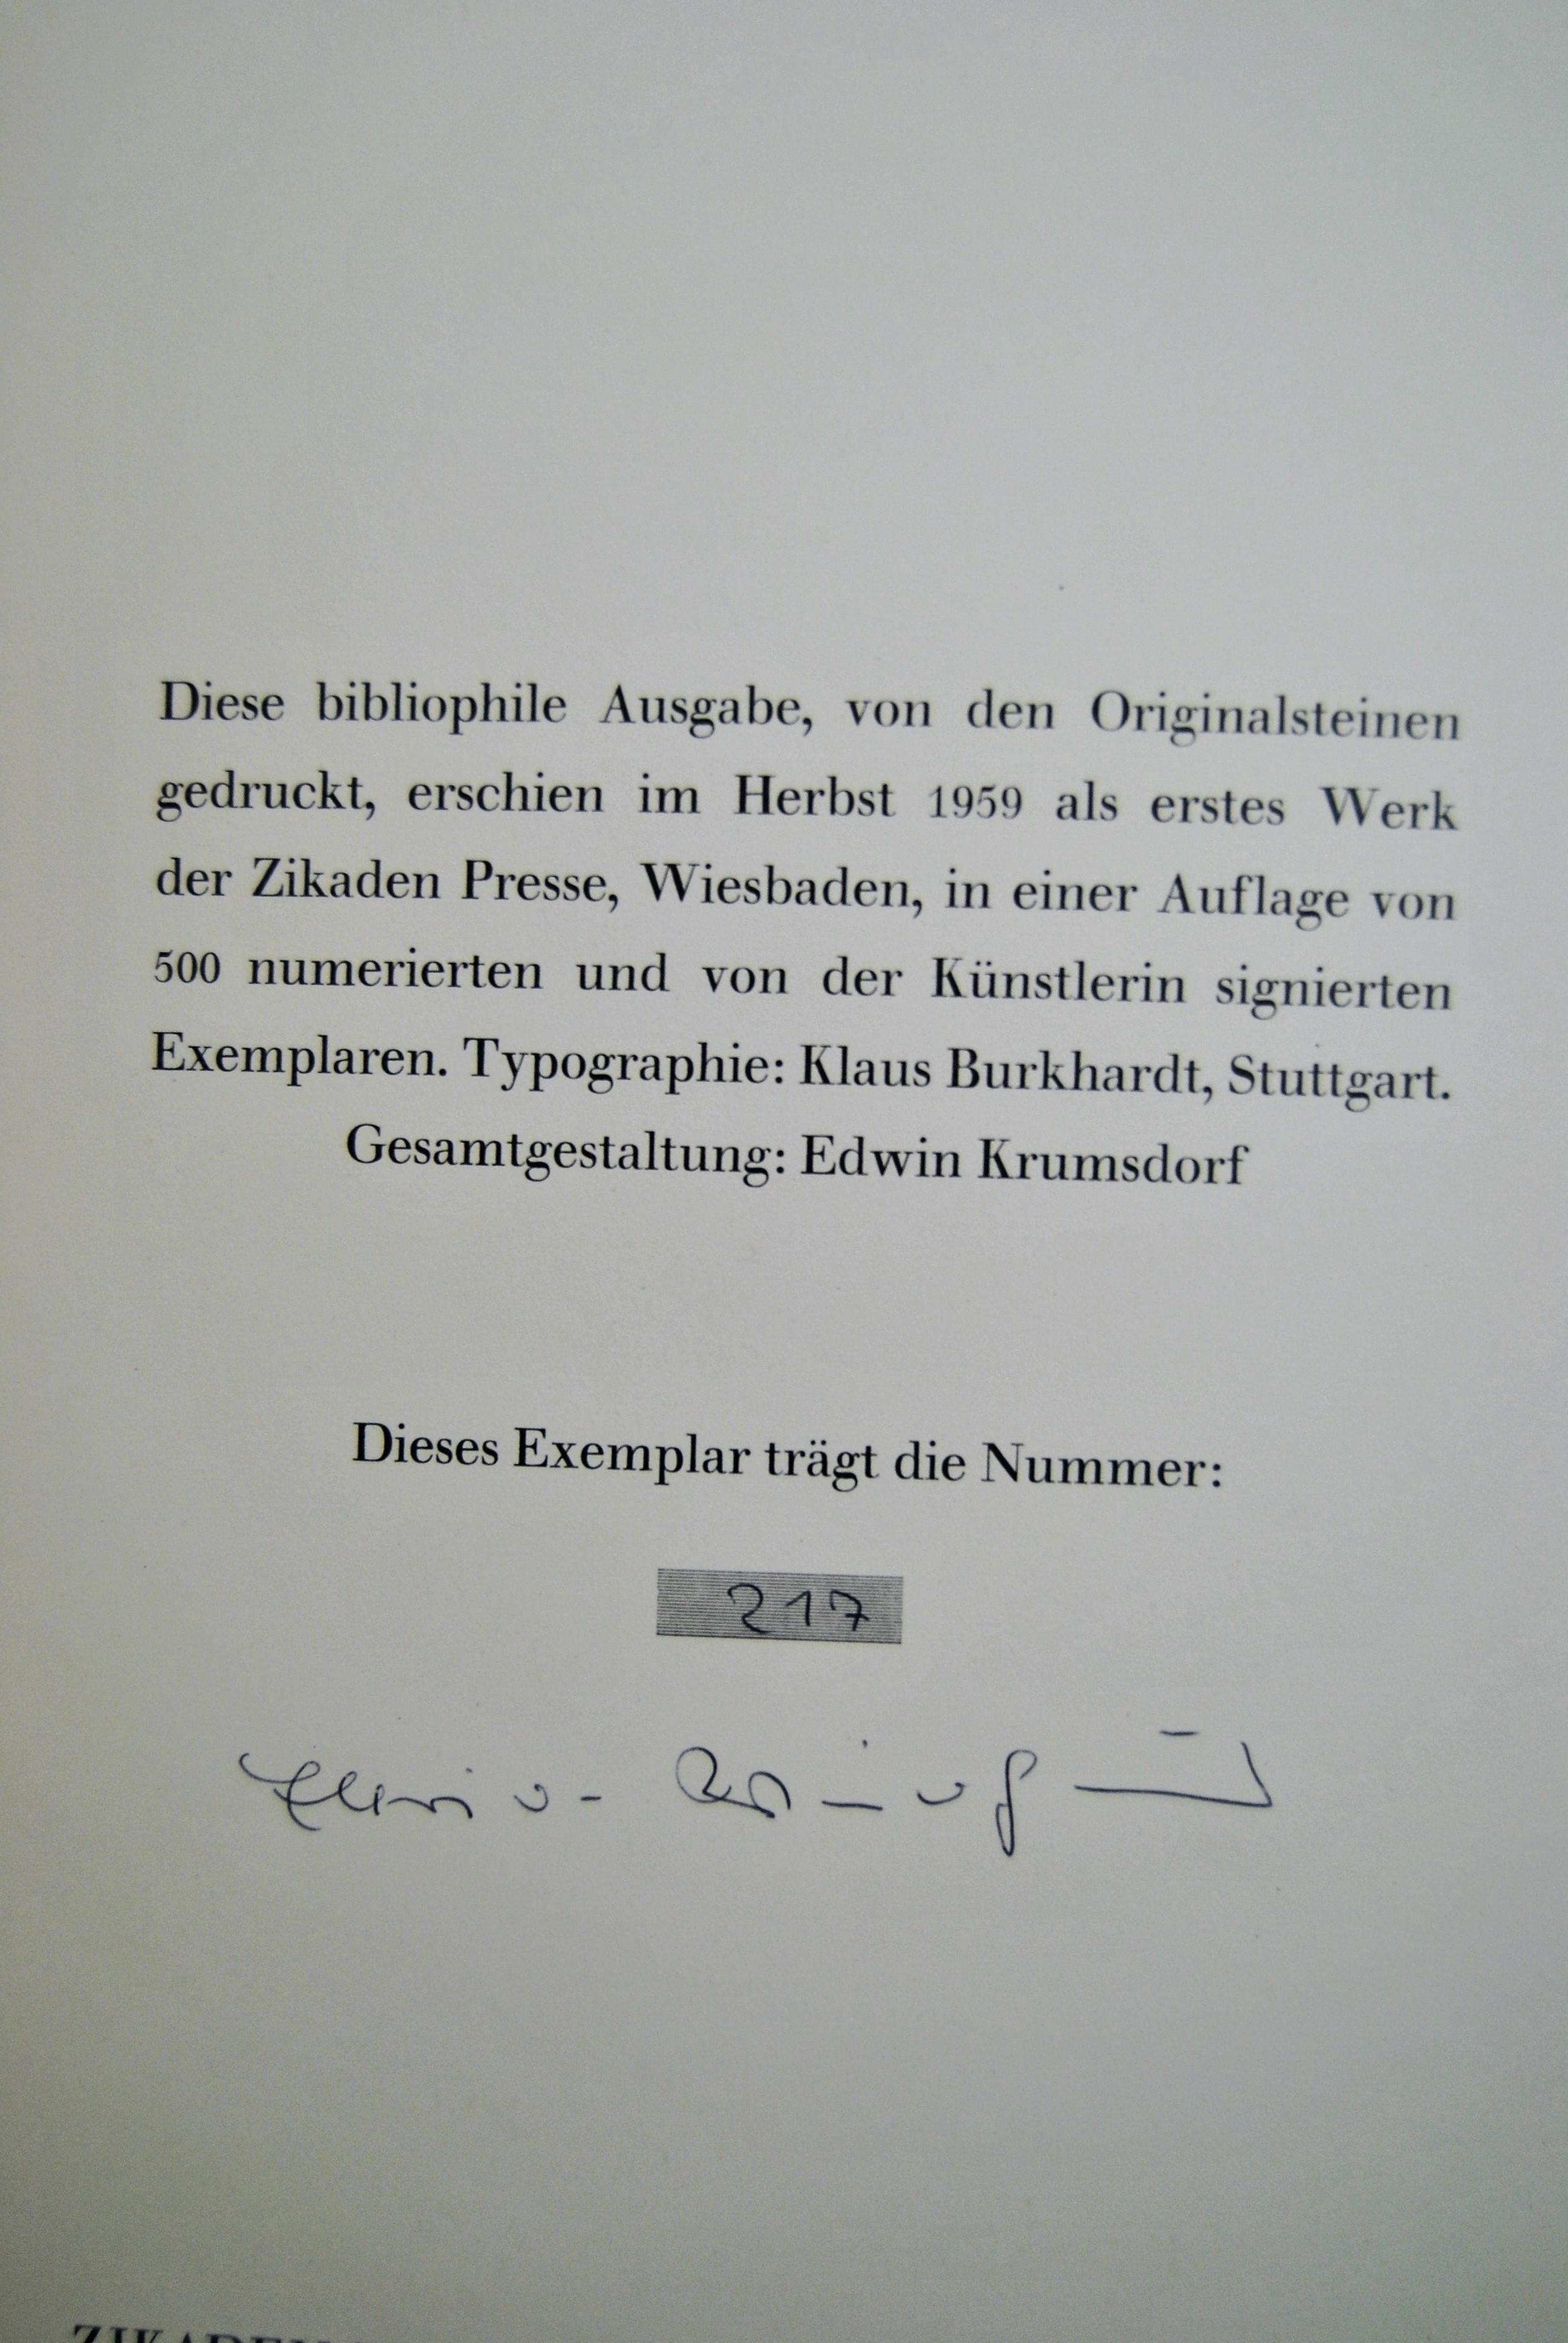 Diese bibliophile Ausgabe, von den Originalsteinen
gedruckt, erschien im Herbst 1959 als erstes Werk
der Zikaden Presse, Wiesbaden, in einer Auflage von
500 numerierten und von der Künstlerin signierten
Exemplaren. Typographie: Klaus Burkhardt, Stuttgart.
Gesamtgestaltung: Edwin Krumsdorf
Dieses Exemplar trägt die Nummer:
217